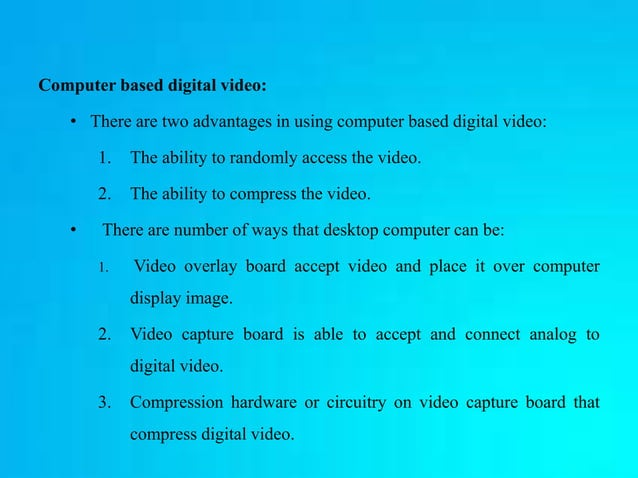 Computer based digital video:
• There are two advantages in using computer based digital video:
1. The ability to randomly access the video.
2. The ability to compress the video.
• There are number of ways that desktop computer can be:
1. Video overlay board accept video and place it over computer
display image.
2. Video capture board is able to accept and connect analog to
digital video.
3. Compression hardware or circuitry on video capture board that
compress digital video.